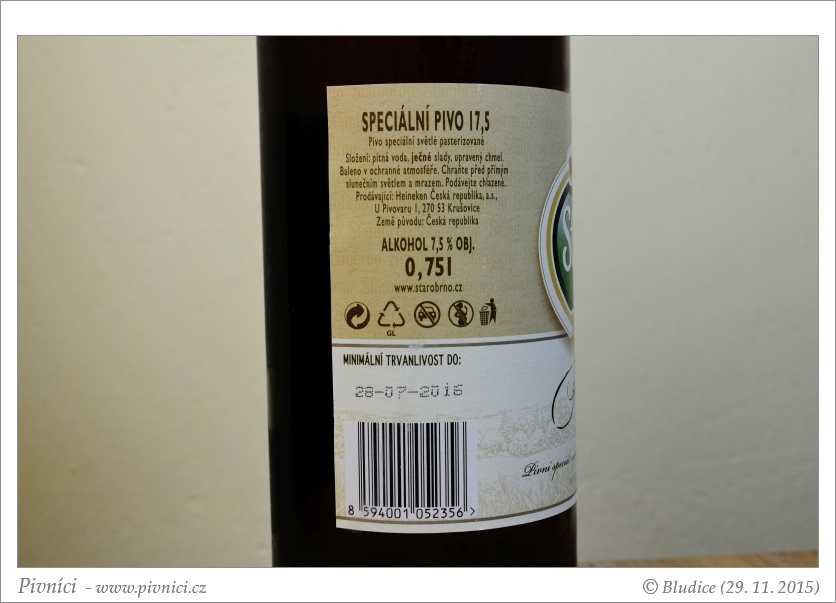 SPECIÁLNÍ PIVO 17,5
Pivo speciální světlé pasterizované
Složení: pitná voda, ječné slady, upravený chmel.
Baleno v ochranné atmosféře. Chraňte před přímým
slunečním světlem a mrazem. Podávejte chlazené.
Prodávající: Heineken Česká republika, a.s.,
U Pivovaru 1, 270 53 Krušovice
Země původu: Česká republika
ALKOHOL 7,5 % OBJ.
0,75l
www.starobrno.cz
GL
MINIMÁLNÍ TRVANLIVOST DO:
28-07-2016
Pivní speciál
8 594001 052356 >
Pivníci - www.pivnici.cz
© Bludice (29. 11. 2015)